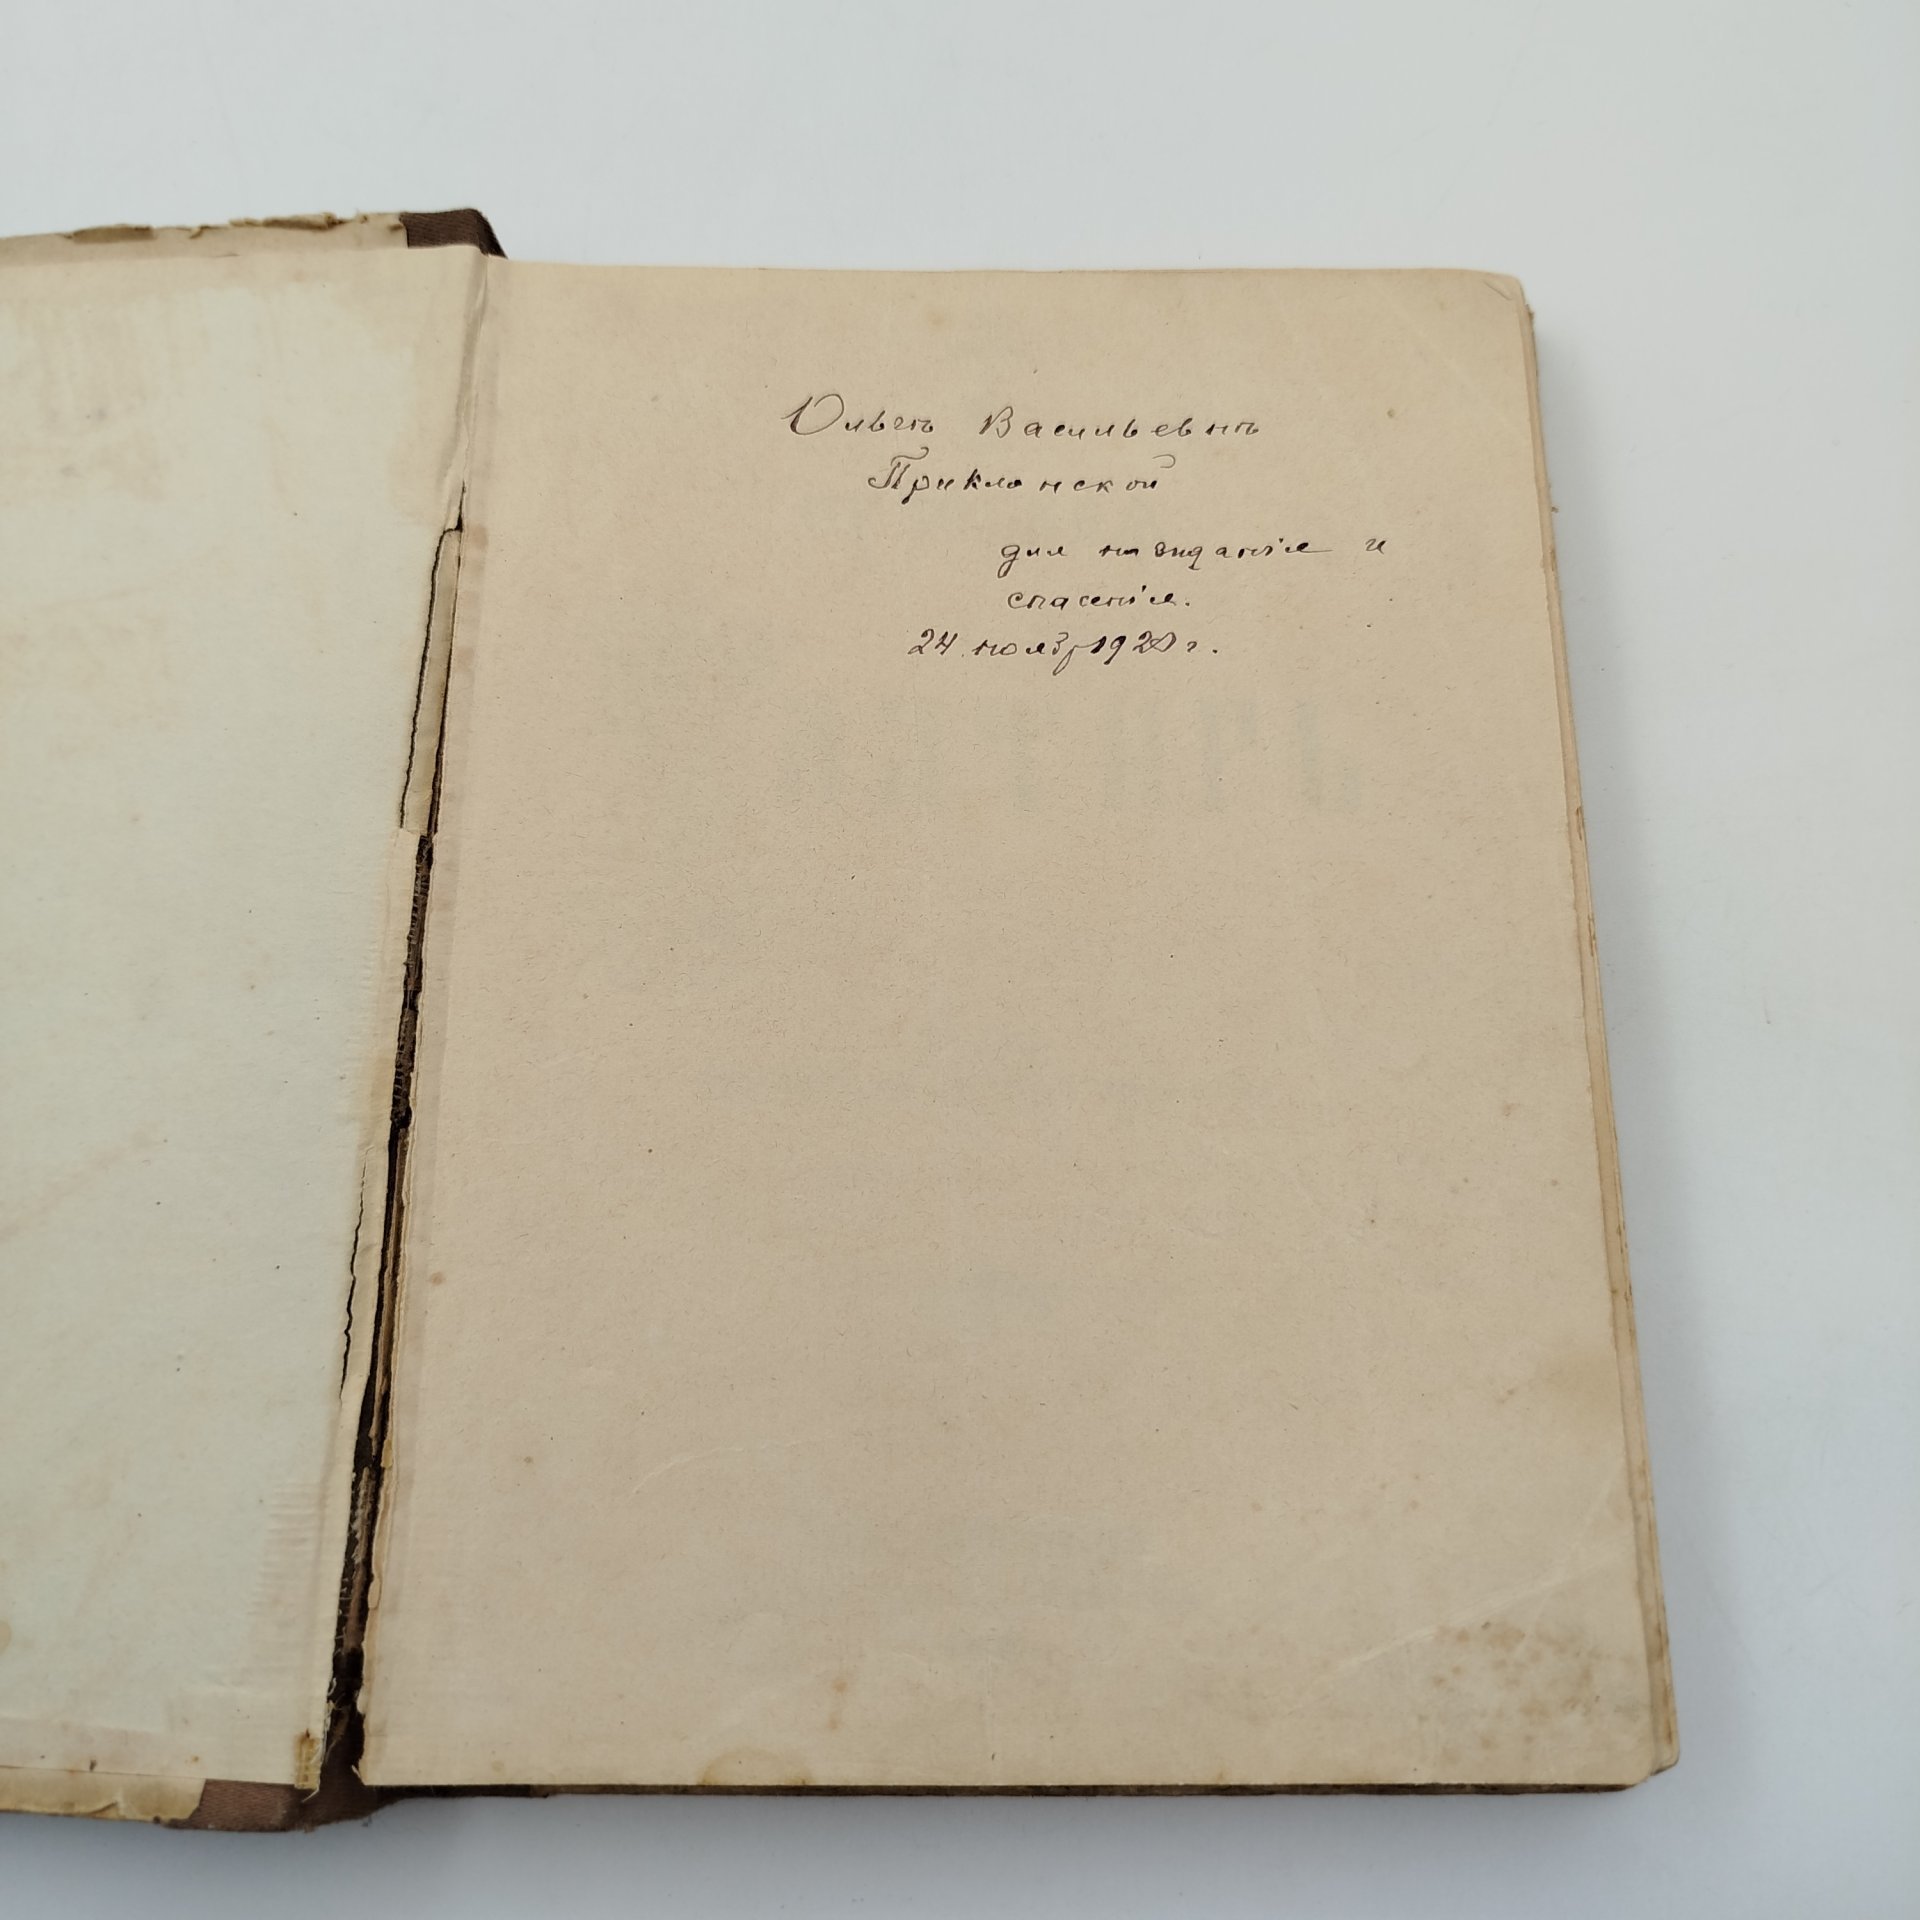 Ольгѣ Васильевнѣ
Приклонской
для назиданія и
спасенія.
24 ноябр 1920 г.